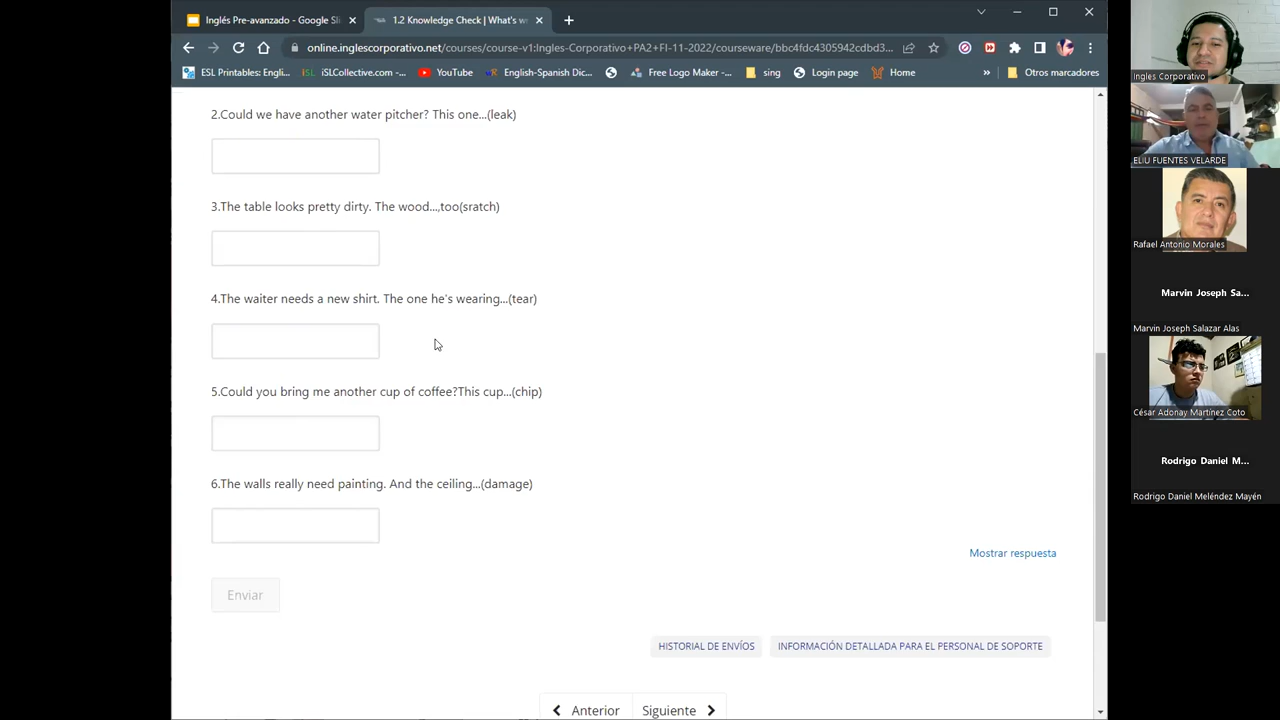 Inglés Pre-avanzado - Google Sli
1.2 Knowledge Check | What's w
online.inglescorporativo.net/courses/course-v1:Ingles-Corporativo+PA2+FI-11-2022/courseware/bbc4fdc4305942cdbd3...
ESL Printables: Engli...
iSLCollective.com -...
YouTube
English-Spanish Dic...
Free Logo Maker -...
sing
Login page
Home
»
Otros marcadores
2.Could we have another water pitcher? This one...(leak)
3.The table looks pretty dirty. The wood...,too(sratch)
4.The waiter needs a new shirt. The one he's wearing...(tear)
5.Could you bring me another cup of coffee?This cup...(chip)
6.The walls really need painting. And the ceiling...(damage)
Mostrar respuesta
Enviar
HISTORIAL DE ENVÍOS
INFORMACIÓN DETALLADA PARA EL PERSONAL DE SOPORTE
Anterior
Siguiente
Ingles Corporativo
ELIU FUENTES VELARDE
Rafael Antonio Morales
Marvin Joseph Sa...
Marvin Joseph Salazar Alas
César Adonay Martínez Coto
Rodrigo Daniel M...
Rodrigo Daniel Meléndez Mayén